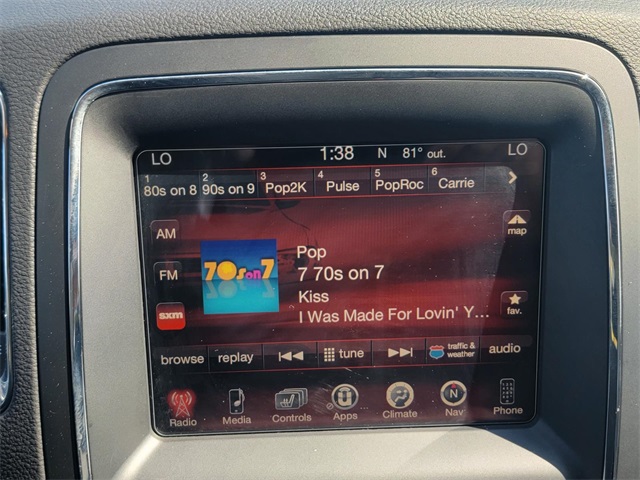 LO 1:38 N 81° out. LO
1 2 3 4 5 6
80s on 8 90s on 9 Pop2K Pulse PopRoc Carrie
AM
map
70s on 7
Pop
7 70s on 7
FM
Kiss
I Was Made For Lovin' Y...
sxm
fav.
browse replay tune traffic & weather audio
Radio Media Controls Apps Climate N Nav Phone